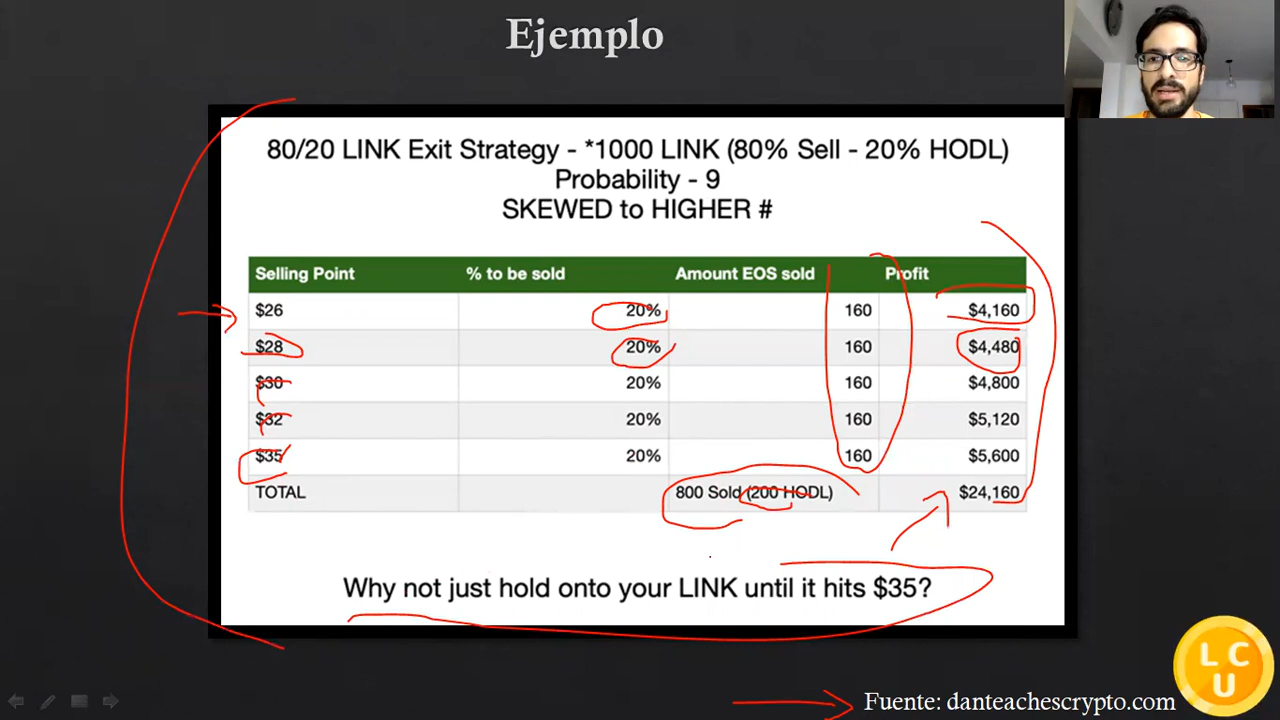 Ejemplo
80/20 LINK Exit Strategy - *1000 LINK (80% Sell - 20% HODL)
Probability - 9
SKEWED to HIGHER #
Selling Point % to be sold Amount EOS sold Profit
$26 20% 160 $4,160
$28 20% 160 $4,480
$30 20% 160 $4,800
$32 20% 160 $5,120
$35 20% 160 $5,600
TOTAL 800 Sold (200 HODL) $24,160
Why not just hold onto your LINK until it hits $35?
L C
U
Fuente: danteachescrypto.com